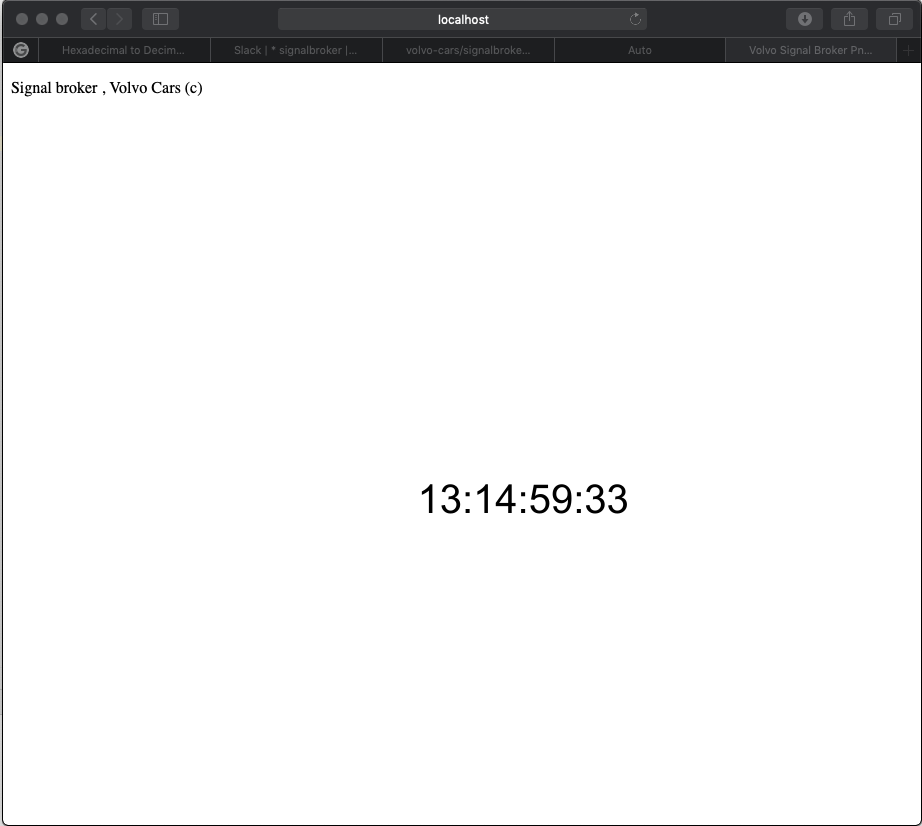 localhost
Hexadecimal to Decim...
Slack | * signalbroker |...
volvo-cars/signalbroke...
Auto
Volvo Signal Broker Pn...
Signal broker , Volvo Cars (c)
13:14:59:33